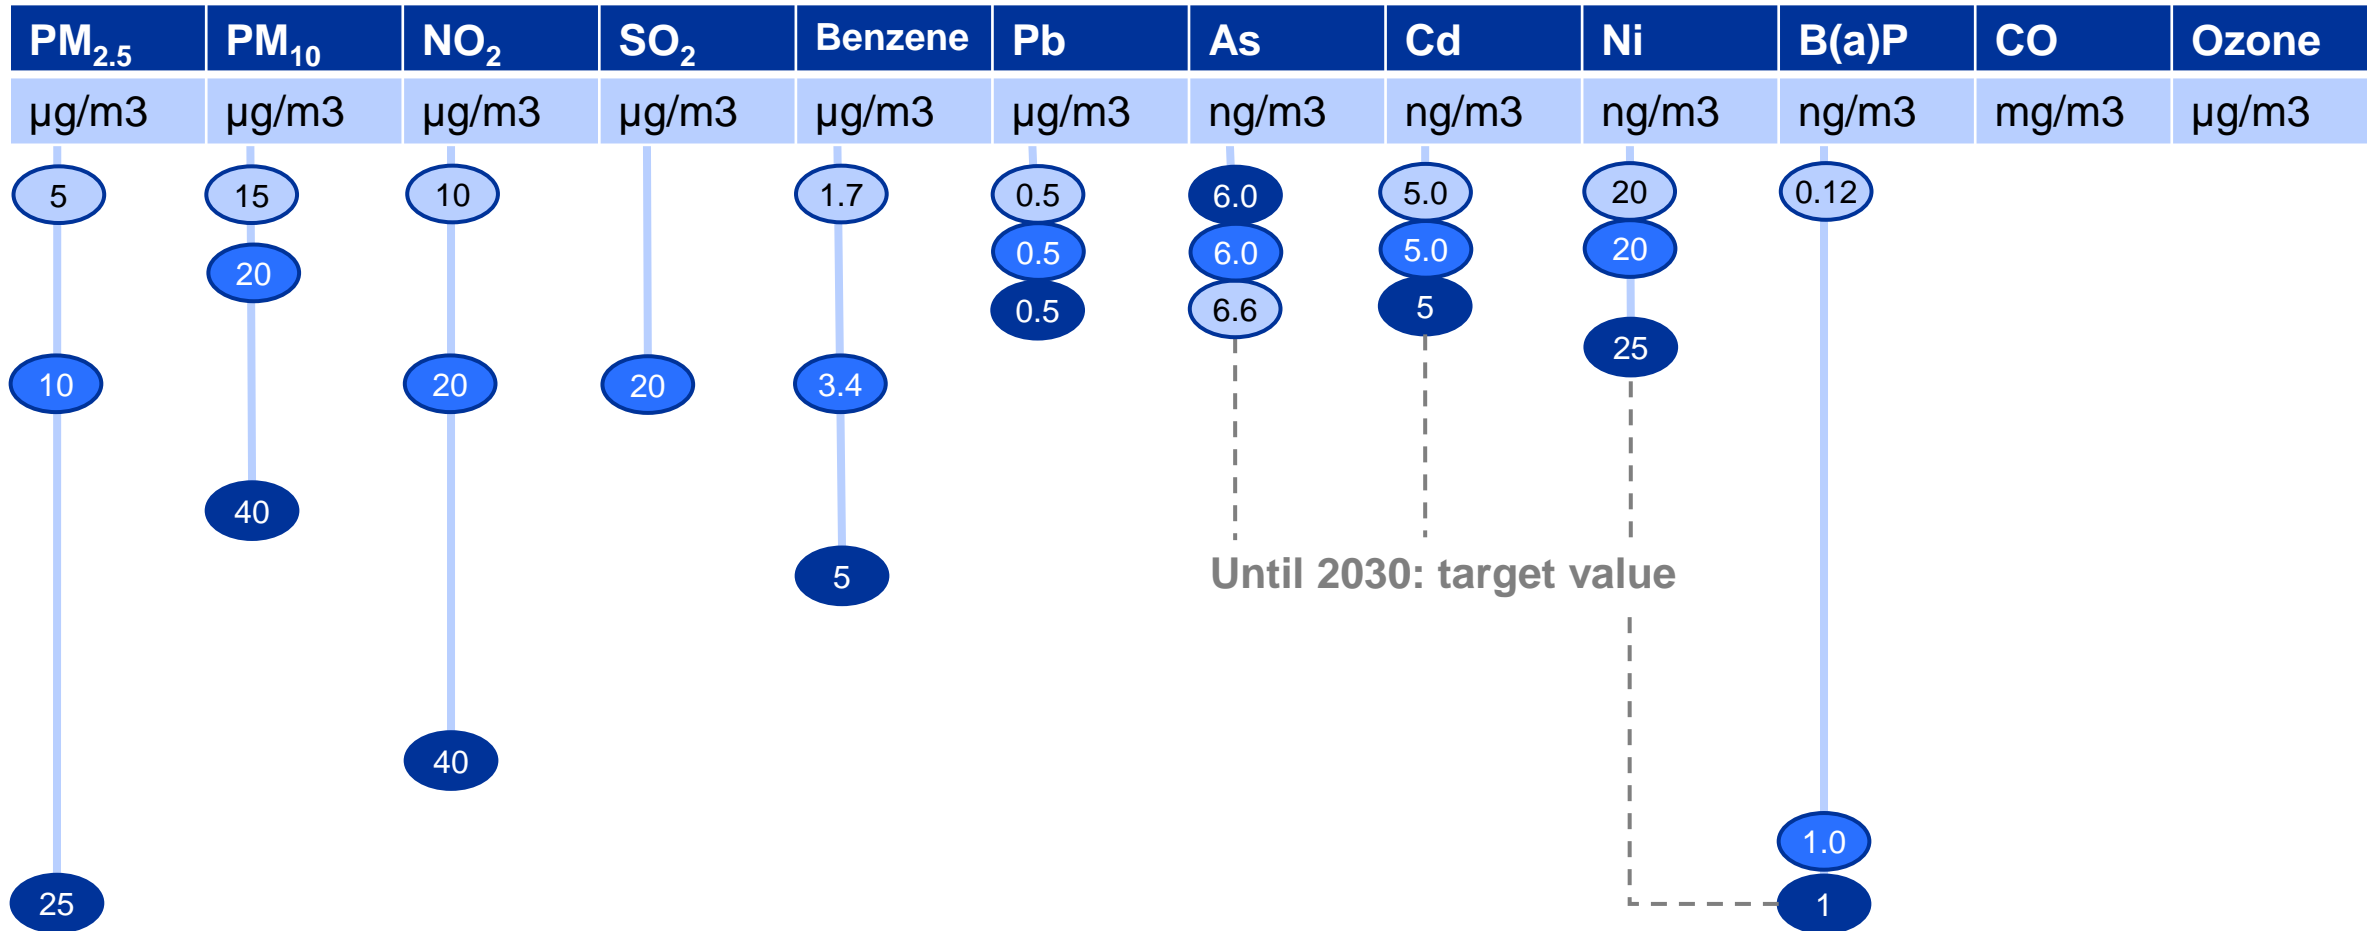 PM2.5 PM10 NO2 SO2 Benzene Pb As Cd Ni B(a)P CO Ozone
µg/m3 µg/m3 µg/m3 µg/m3 µg/m3 µg/m3 ng/m3 ng/m3 ng/m3 ng/m3 mg/m3 µg/m3
5 15 10 1.7 0.5 6.0 5.0 20 0.12
0.5 6.0 5.0 20
20
0.5 6.6 5
25
10 20 20 3.4
40
5
Until 2030: target value
40
1.0
25 1